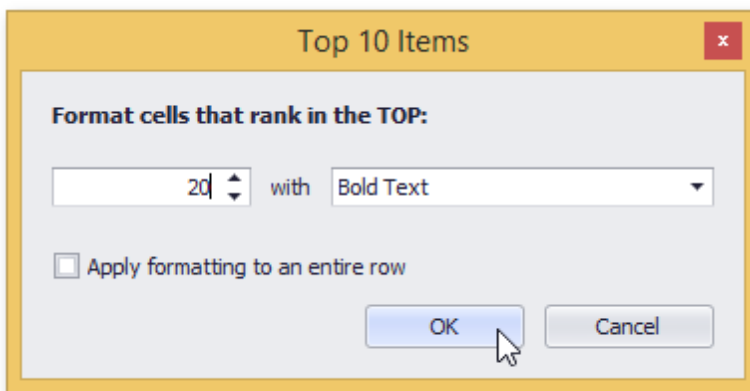 Top 10 Items
x
Format cells that rank in the TOP:
20 with Bold Text
Apply formatting to an entire row
OK Cancel